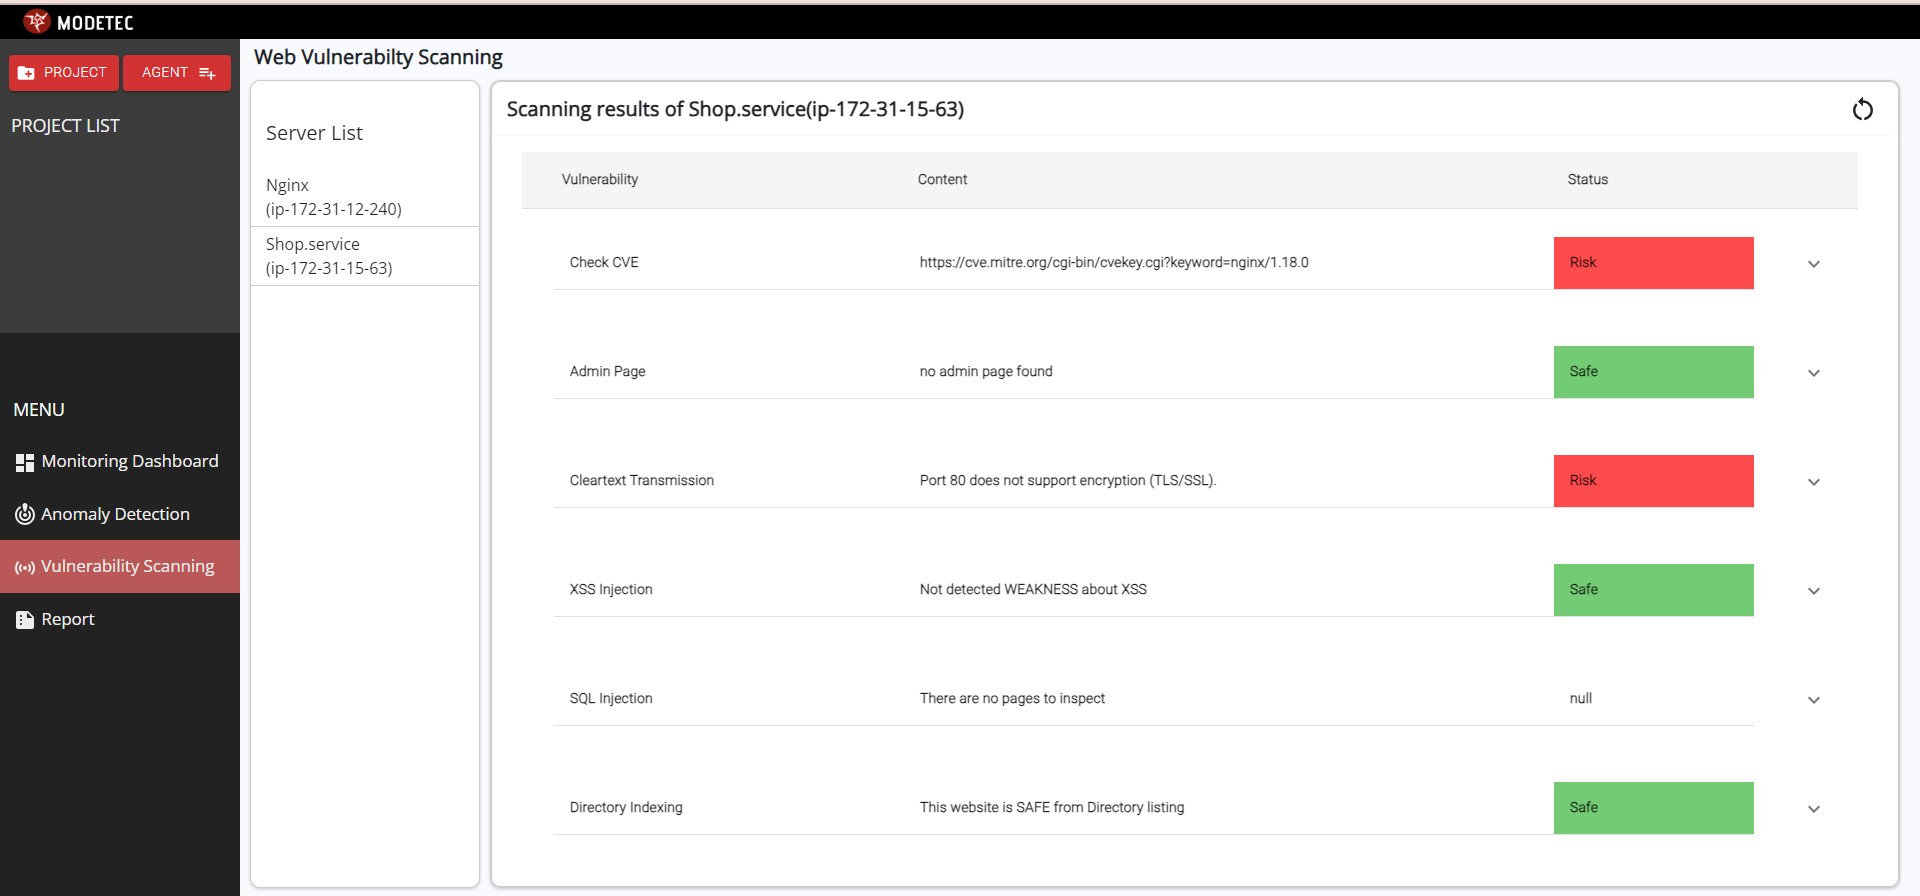 MODETEC
PROJECT
AGENT
PROJECT LIST
MENU
Monitoring Dashboard
Anomaly Detection
Vulnerability Scanning
Report
Web Vulnerabilty Scanning
Server List
Nginx
(ip-172-31-12-240)
Shop.service
(ip-172-31-15-63)
Scanning results of Shop.service(ip-172-31-15-63)
Vulnerability Content Status
Check CVE https://cve.mitre.org/cgi-bin/cvekey.cgi?keyword=nginx/1.18.0 Risk
Admin Page no admin page found Safe
Cleartext Transmission Port 80 does not support encryption (TLS/SSL). Risk
XSS Injection Not detected WEAKNESS about XSS Safe
SQL Injection There are no pages to inspect null
Directory Indexing This website is SAFE from Directory listing Safe